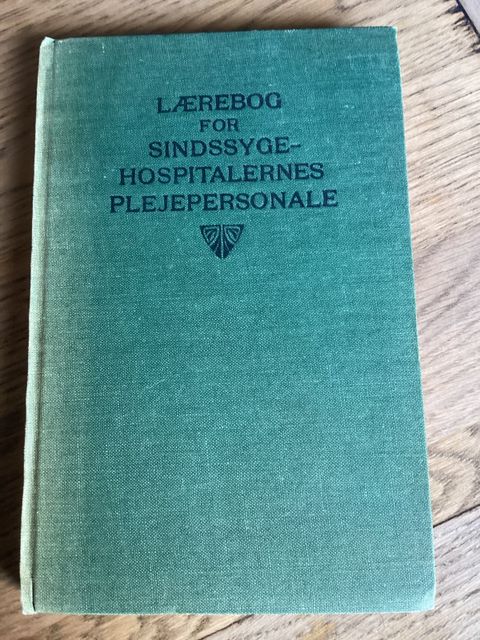 LÆREBOG
FOR
SINDSSYGE-
HOSPITALERNES
PLEJEPERSONALE